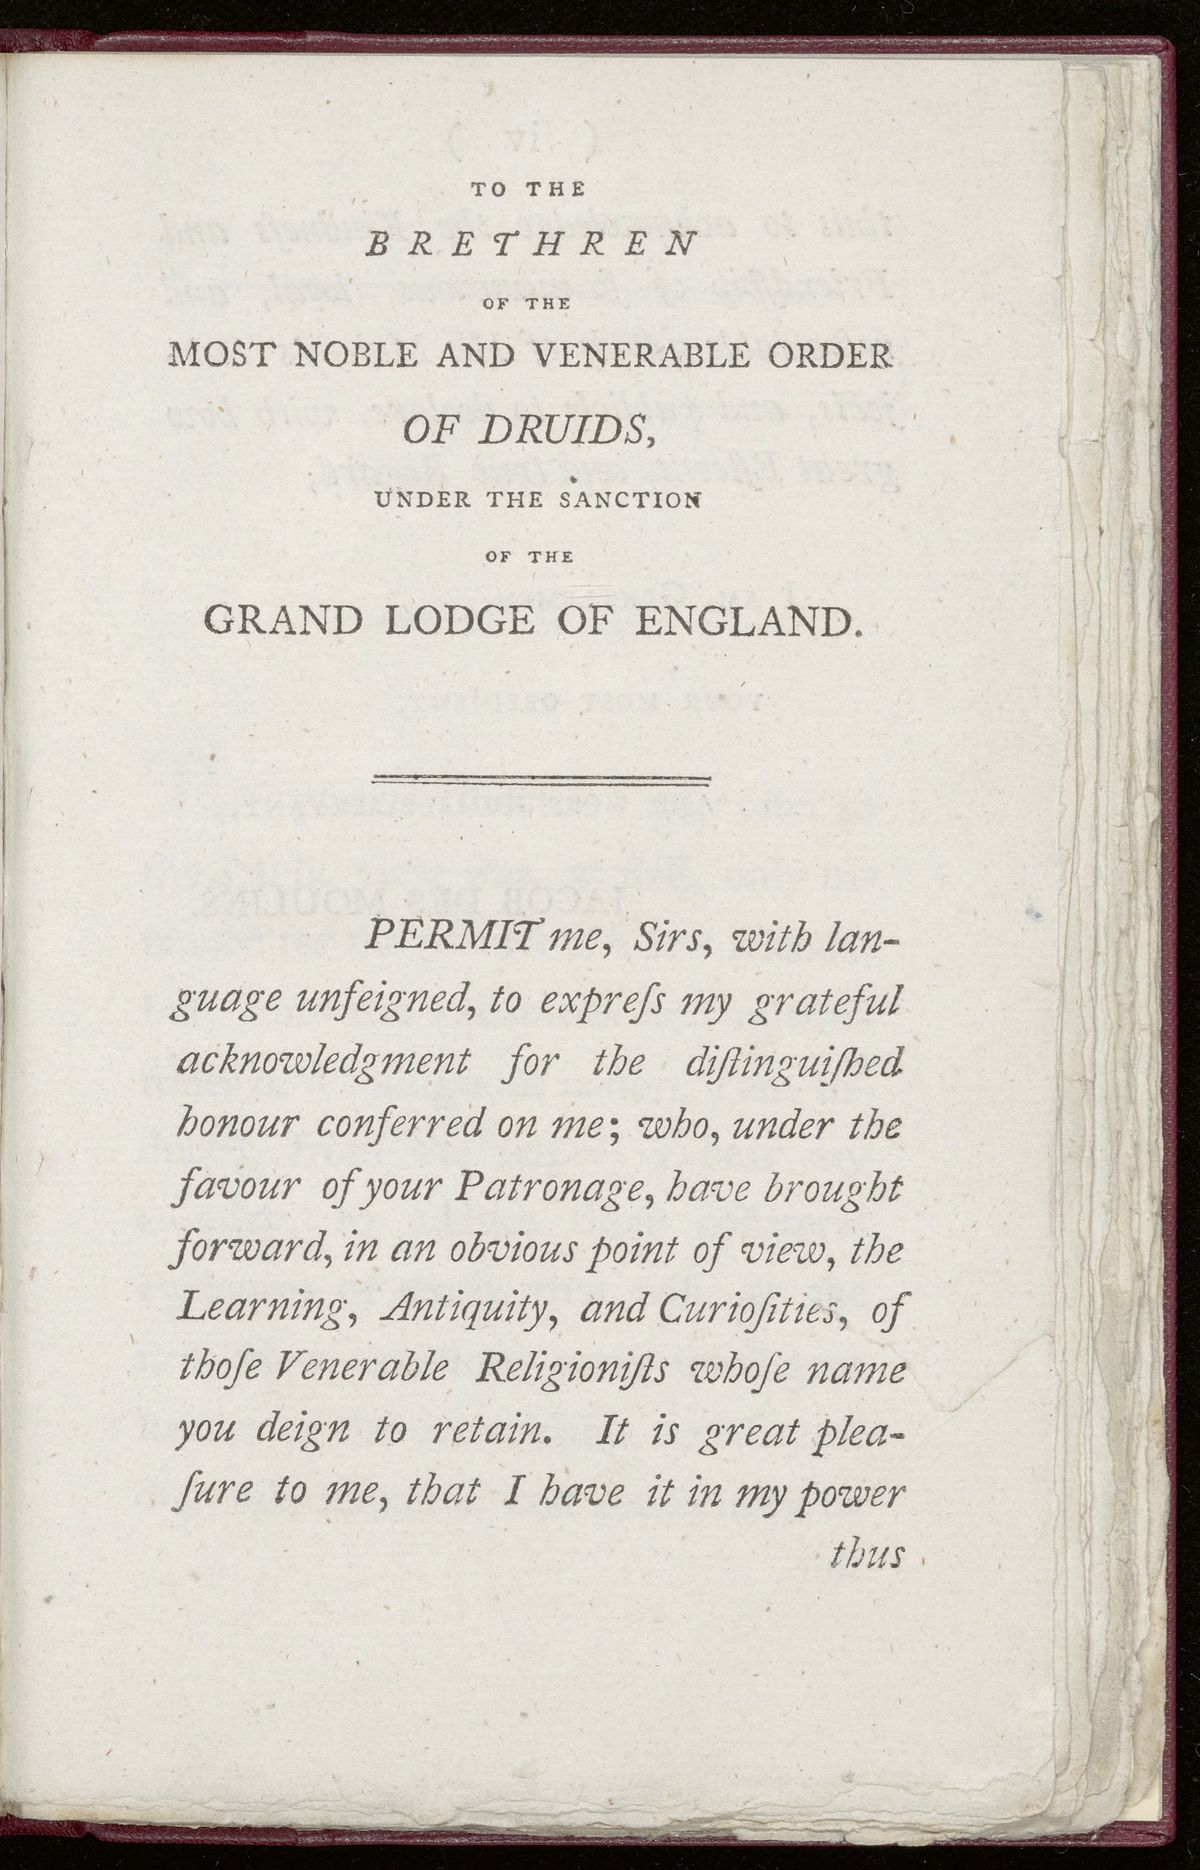 TO THE
BRETHREN
OF THE
MOST NOBLE AND VENERABLE ORDER
OF DRUIDS,
UNDER THE SANCTION
OF THE
GRAND LODGE OF ENGLAND.
PERMIT me, Sirs, with lan-
guage unfeigned, to expreſs my grateful
acknowledgment for the diſtinguiſhed
honour conferred on me; who, under the
favour of your Patronage, have brought
forward, in an obvious point of view, the
Learning, Antiquity, and Curioſities, of
thoſe Venerable Religioniſts whoſe name
you deign to retain. It is great plea-
ſure to me, that I have it in my power
thus